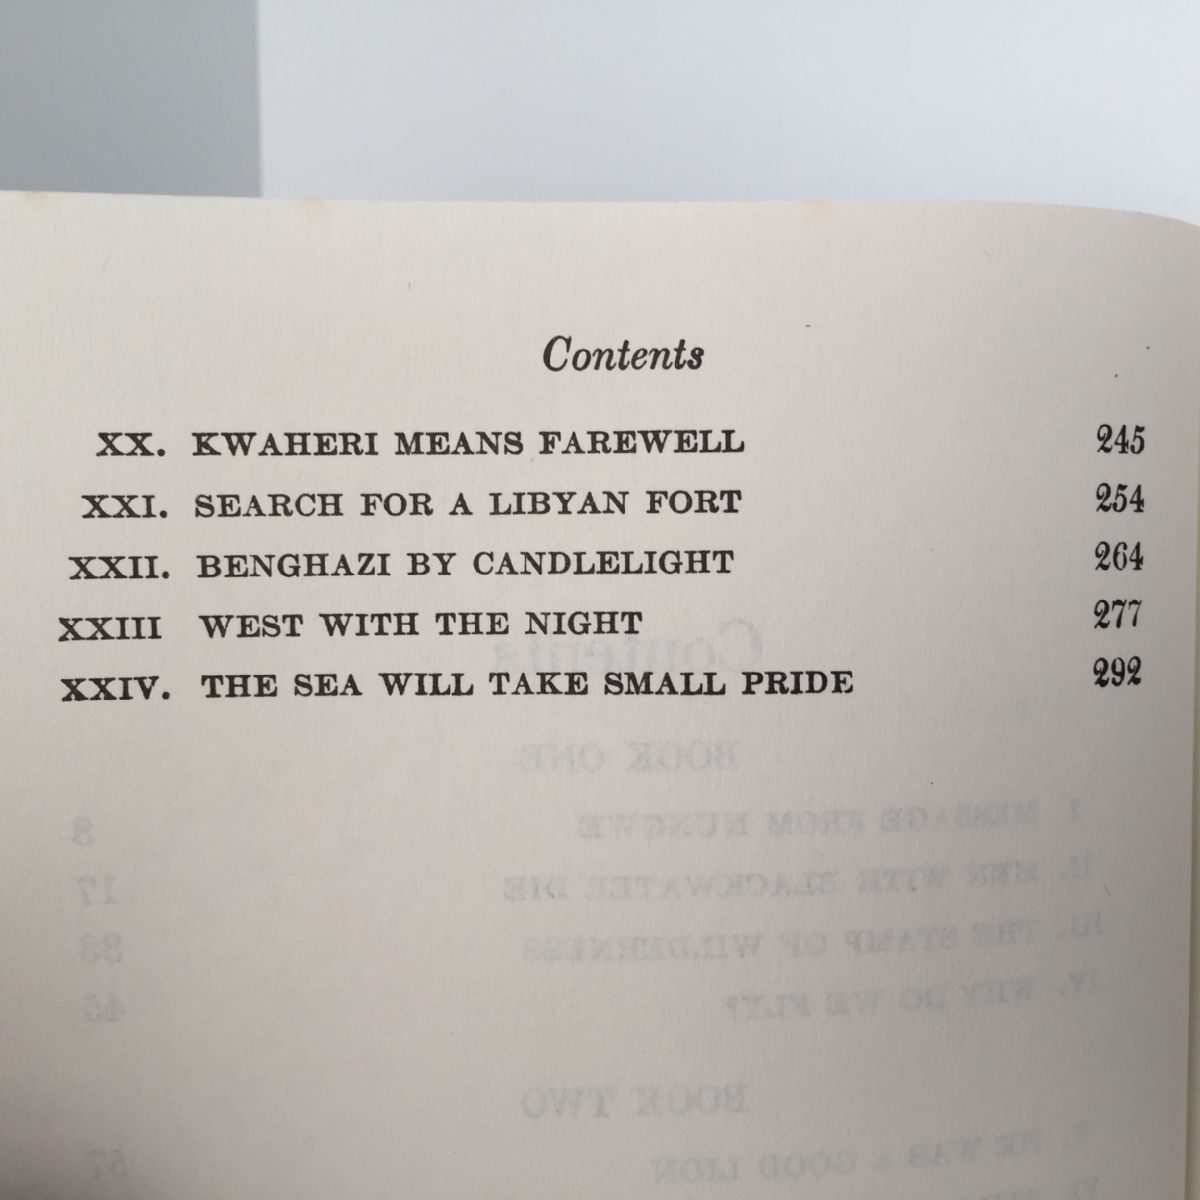 Contents
XX. KWAHERI MEANS FAREWELL 245
XXI. SEARCH FOR A LIBYAN FORT 254
XXII. BENGHAZI BY CANDLELIGHT 264
XXIII WEST WITH THE NIGHT 277
XXIV. THE SEA WILL TAKE SMALL PRIDE 292